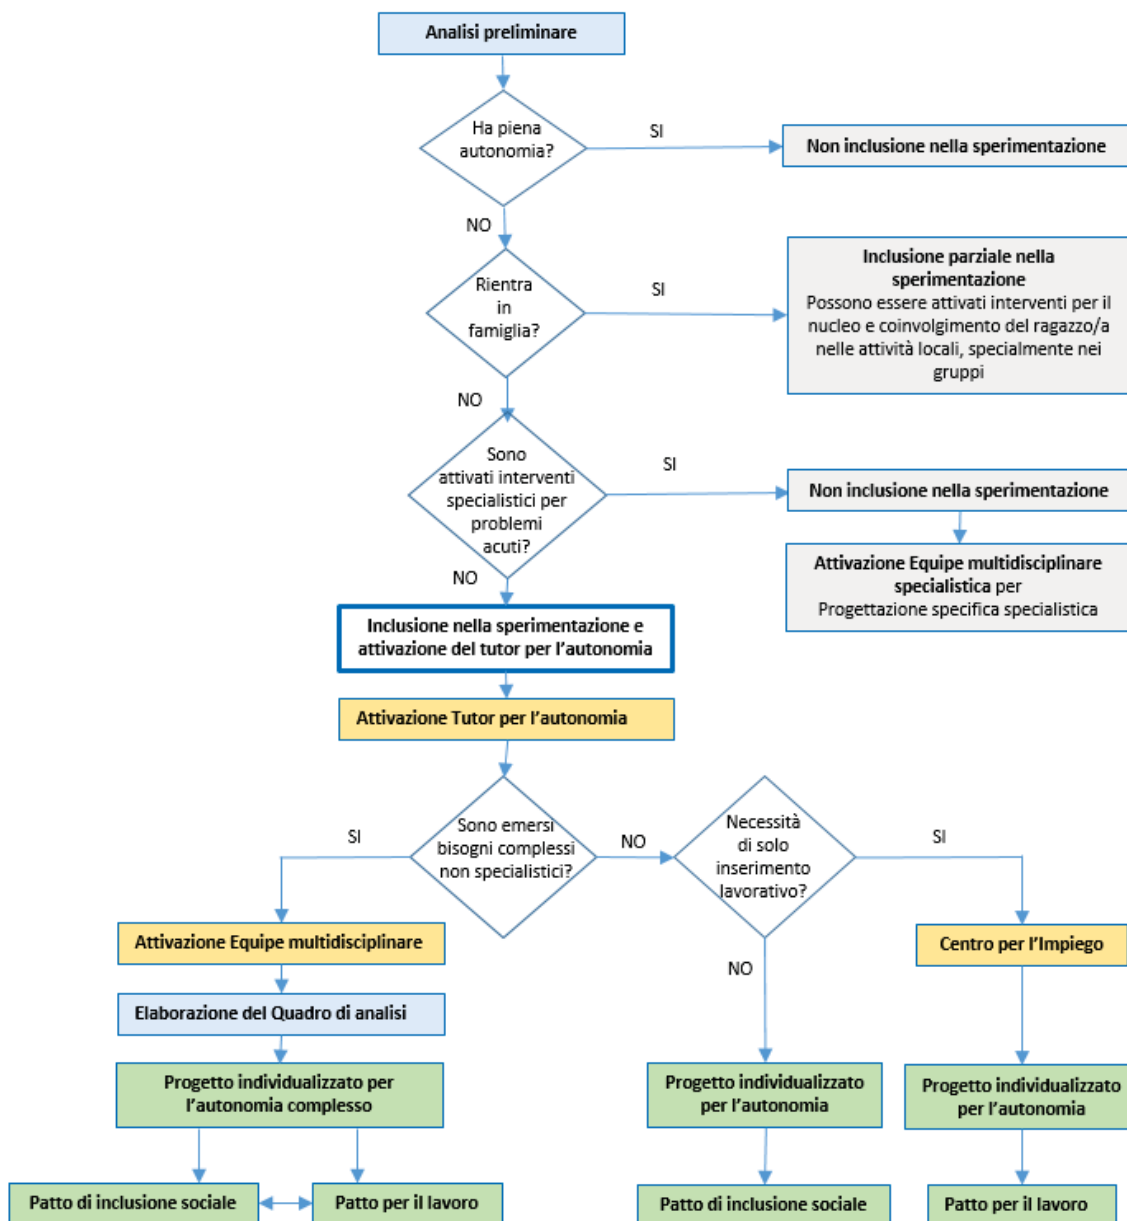 Analisi preliminare
Ha piena
autonomia?
SI
Non inclusione nella sperimentazione
NO
Rientra
in
famiglia?
SI
Inclusione parziale nella
sperimentazione
Possono essere attivati interventi per il
nucleo e coinvolgimento del ragazzo/a
nelle attività locali, specialmente nei
gruppi
NO
Sono
attivati interventi
specialistici per
problemi
acuti?
SI
Non inclusione nella sperimentazione
Attivazione Equipe multidisciplinare
specialistica per
Progettazione specifica specialistica
NO
Inclusione nella sperimentazione e
attivazione del tutor per l'autonomia
Attivazione Tutor per l'autonomia
Sono emersi
bisogni complessi
non specialistici?
SI
NO
Necessità
di solo
inserimento
lavorativo?
SI
NO
Attivazione Equipe multidisciplinare
Centro per l'Impiego
Elaborazione del Quadro di analisi
Progetto individualizzato per
l'autonomia complesso
Progetto individualizzato
per l'autonomia
Progetto individualizzato
per l'autonomia
Patto di inclusione sociale
Patto per il lavoro
Patto di inclusione sociale
Patto per il lavoro